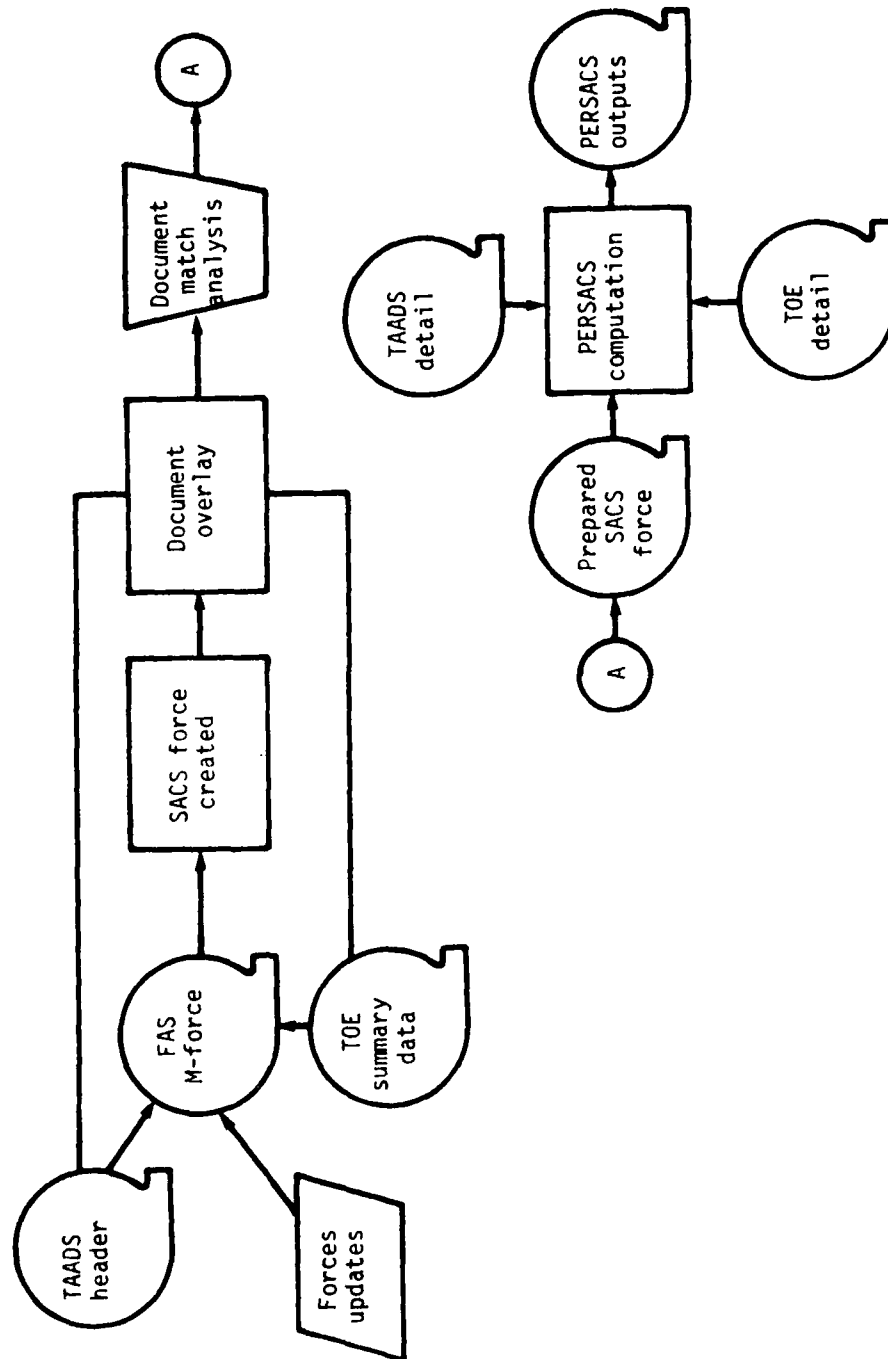 TAADS
header
Forces
updates
FAS
M-force
TOE
summary
data
SACS force
created
Document
overlay
Document
match
analysis
A
A
Prepared
SACS
force
TAADS
detail
PERSACS
computation
TOE
detail
PERSACS
outputs